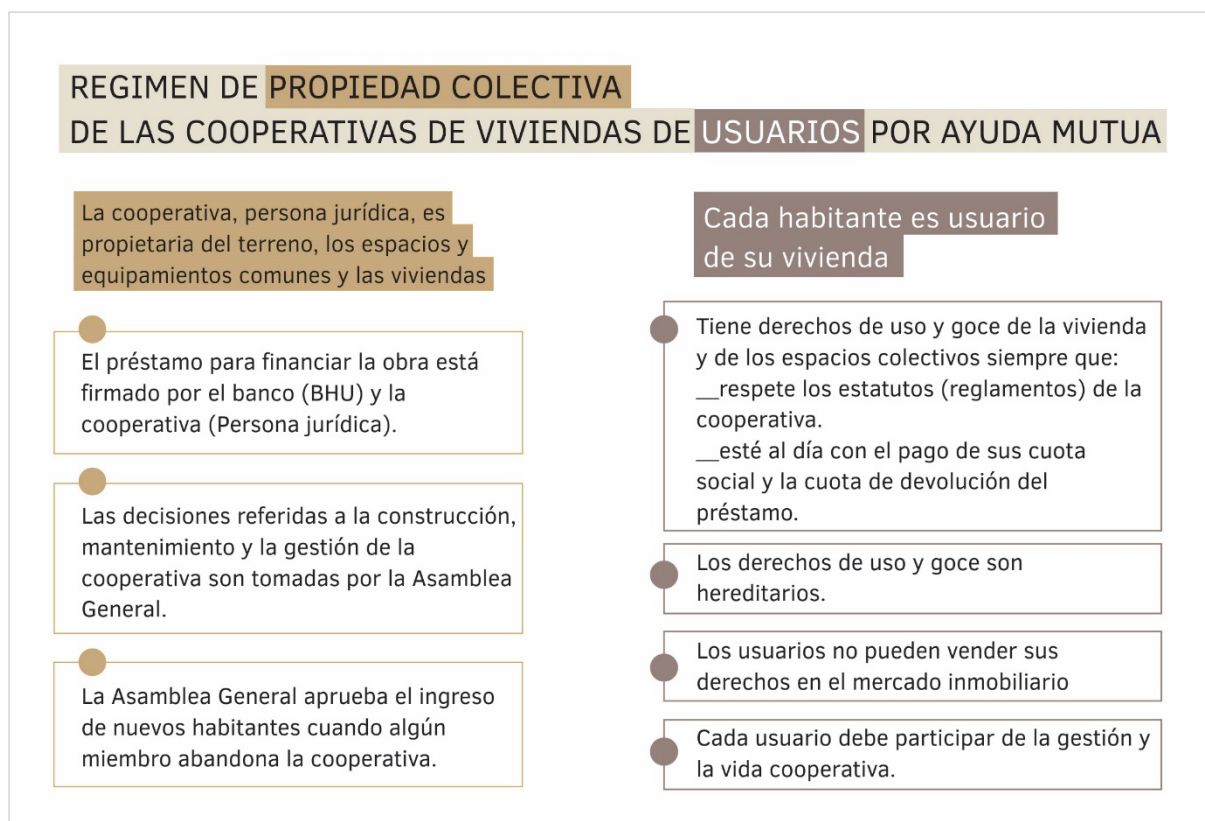 REGIMEN DE PROPIEDAD COLECTIVA
DE LAS COOPERATIVAS DE VIVIENDAS DE USUARIOS POR AYUDA MUTUA
La cooperativa, persona jurídica, es
propietaria del terreno, los espacios y
equipamientos comunes y las viviendas
El préstamo para financiar la obra está
firmado por el banco (BHU) y la
cooperativa (Persona jurídica).
Las decisiones referidas a la construcción,
mantenimiento y la gestión de la
cooperativa son tomadas por la Asamblea
General.
La Asamblea General aprueba el ingreso
de nuevos habitantes cuando algún
miembro abandona la cooperativa.
Cada habitante es usuario
de su vivienda
Tiene derechos de uso y goce de la vivienda
y de los espacios colectivos siempre que:
__respete los estatutos (reglamentos) de la
cooperativa.
__esté al día con el pago de sus cuota
social y la cuota de devolución del
préstamo.
Los derechos de uso y goce son
hereditarios.
Los usuarios no pueden vender sus
derechos en el mercado inmobiliario
Cada usuario debe participar de la gestión y
la vida cooperativa.